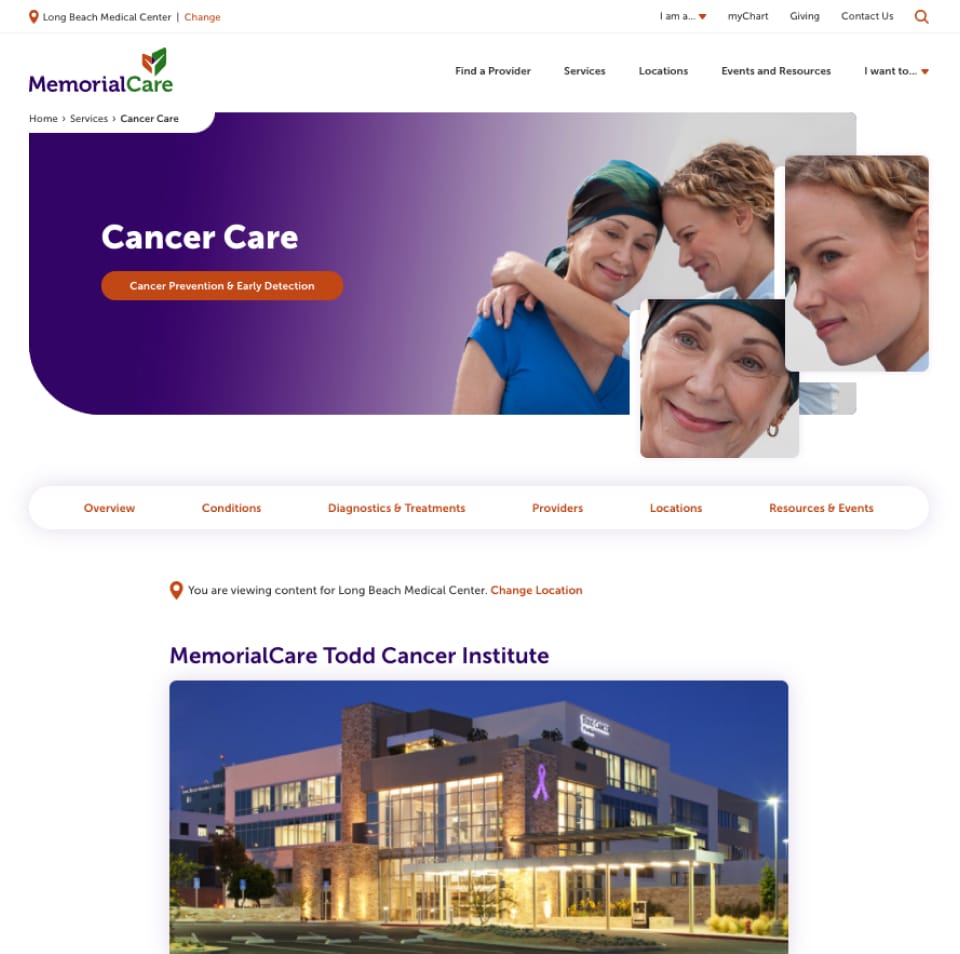 Long Beach Medical Center | Change
I am a... myChart Giving Contact Us
MemorialCare
Find a Provider Services Locations Events and Resources I want to...
Home › Services › Cancer Care
Cancer Care
Cancer Prevention & Early Detection
Overview Conditions Diagnostics & Treatments Providers Locations Resources & Events
You are viewing content for Long Beach Medical Center. Change Location
MemorialCare Todd Cancer Institute